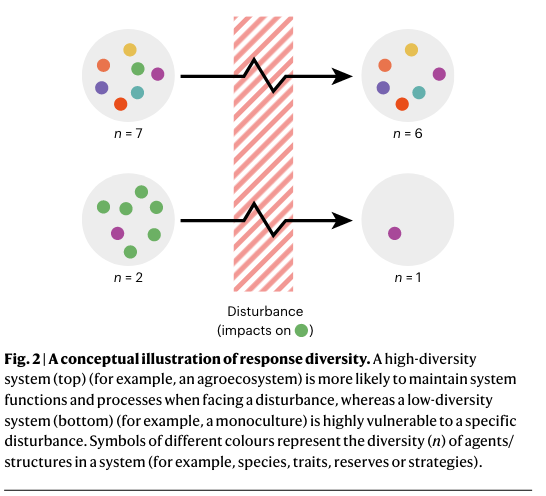 n = 7
n = 6
n = 2
n = 1
Disturbance
(impacts on )
Fig. 2 | A conceptual illustration of response diversity. A high-diversity
system (top) (for example, an agroecosystem) is more likely to maintain system
functions and processes when facing a disturbance, whereas a low-diversity
system (bottom) (for example, a monoculture) is highly vulnerable to a specific
disturbance. Symbols of different colours represent the diversity (n) of agents/
structures in a system (for example, species, traits, reserves or strategies).